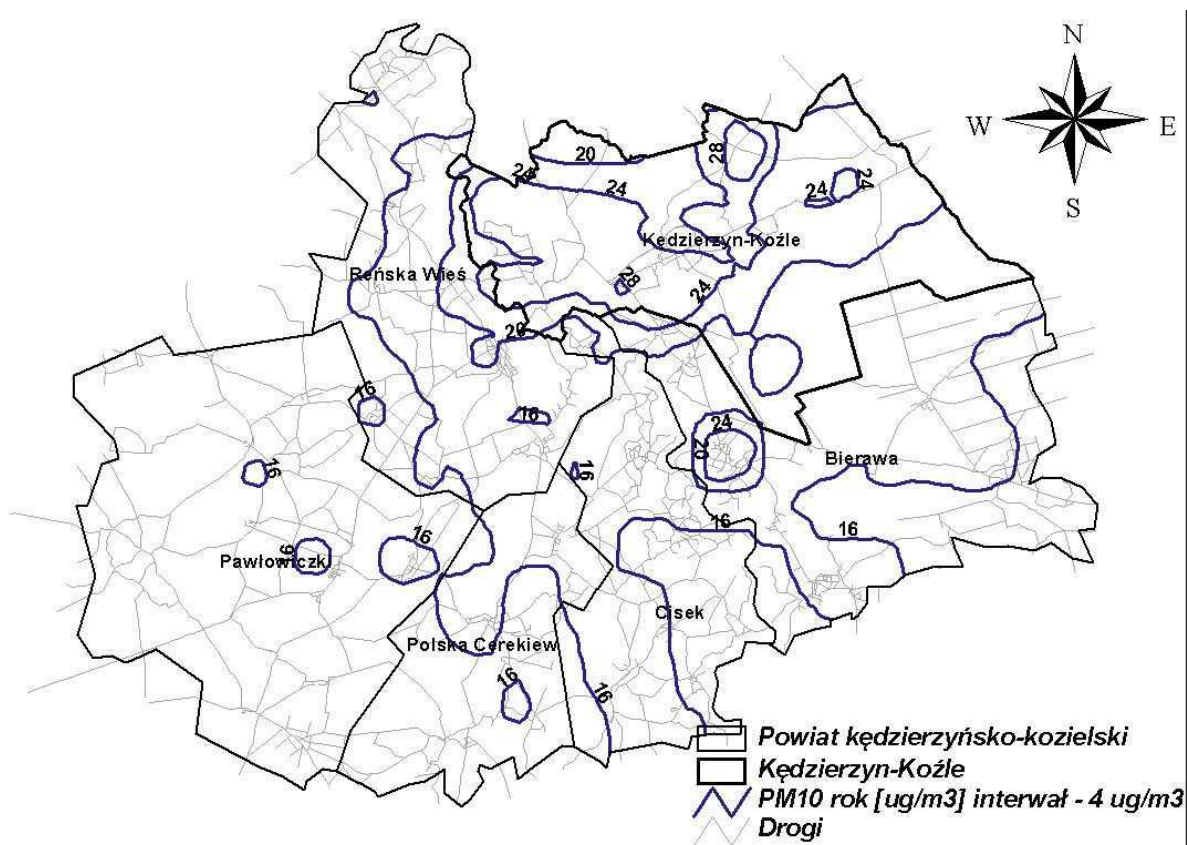 N
W E
S
20
28
24
24
24
24
Kędzierzyn-Koźle
Reńska Wieś
28
24
20
16
16
24
20
Bierawa
16
16
16
16
16
16
Pawłowiczki
Cisek
Polska Cerekiew
16
16
Powiat kędzierzyńsko-kozielski
Kędzierzyn-Koźle
PM10 rok [ug/m3] interwał - 4 ug/m3
Drogi